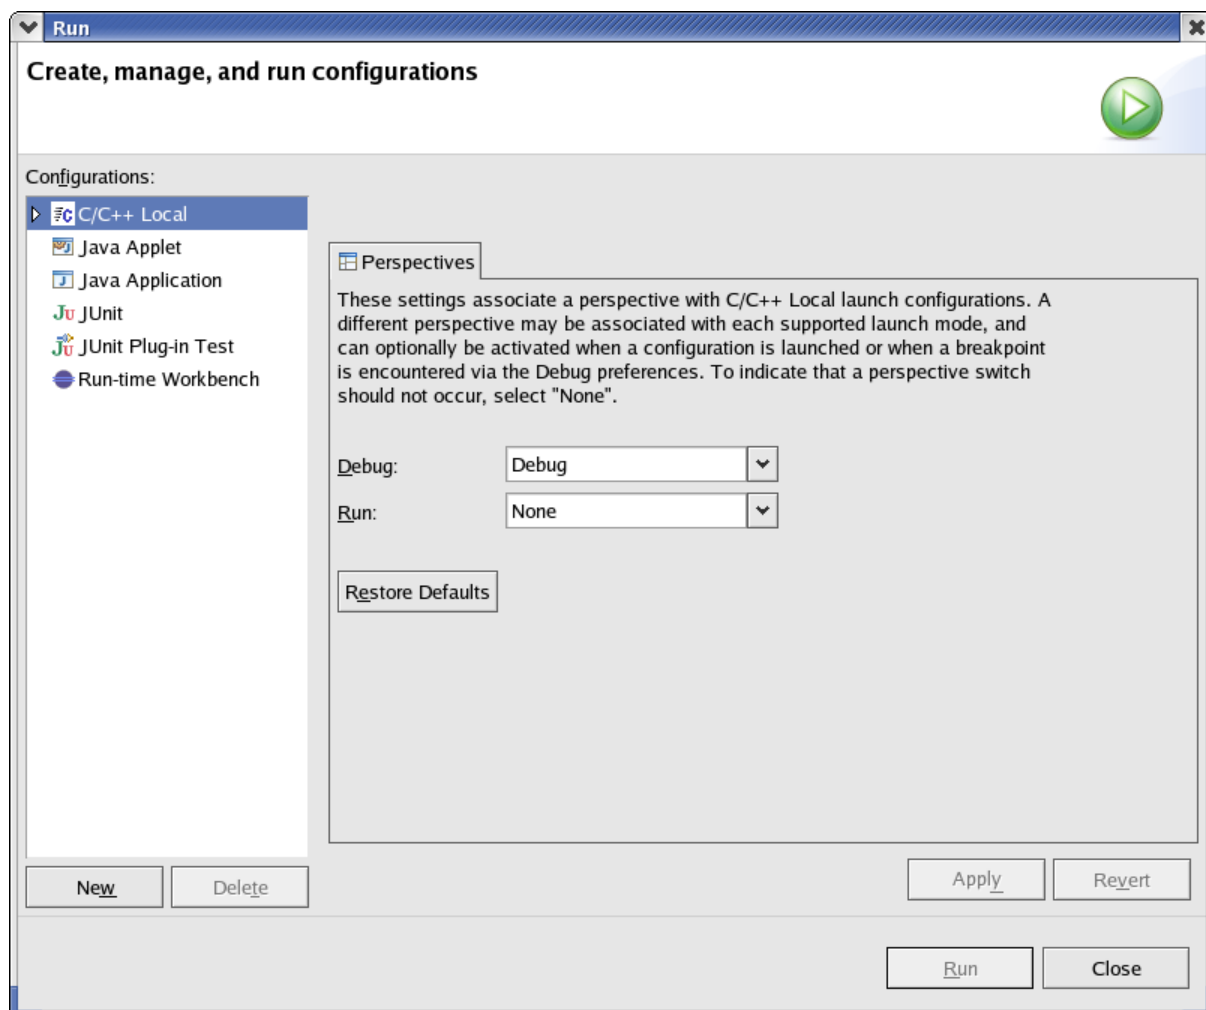 Run
Create, manage, and run configurations
Configurations:
C/C++ Local
Java Applet
Java Application
JUnit
JUnit Plug-in Test
Run-time Workbench
Perspectives
These settings associate a perspective with C/C++ Local launch configurations. A
different perspective may be associated with each supported launch mode, and
can optionally be activated when a configuration is launched or when a breakpoint
is encountered via the Debug preferences. To indicate that a perspective switch
should not occur, select "None".
Debug: Debug
Run: None
Restore Defaults
New Delete
Apply Revert
Run Close